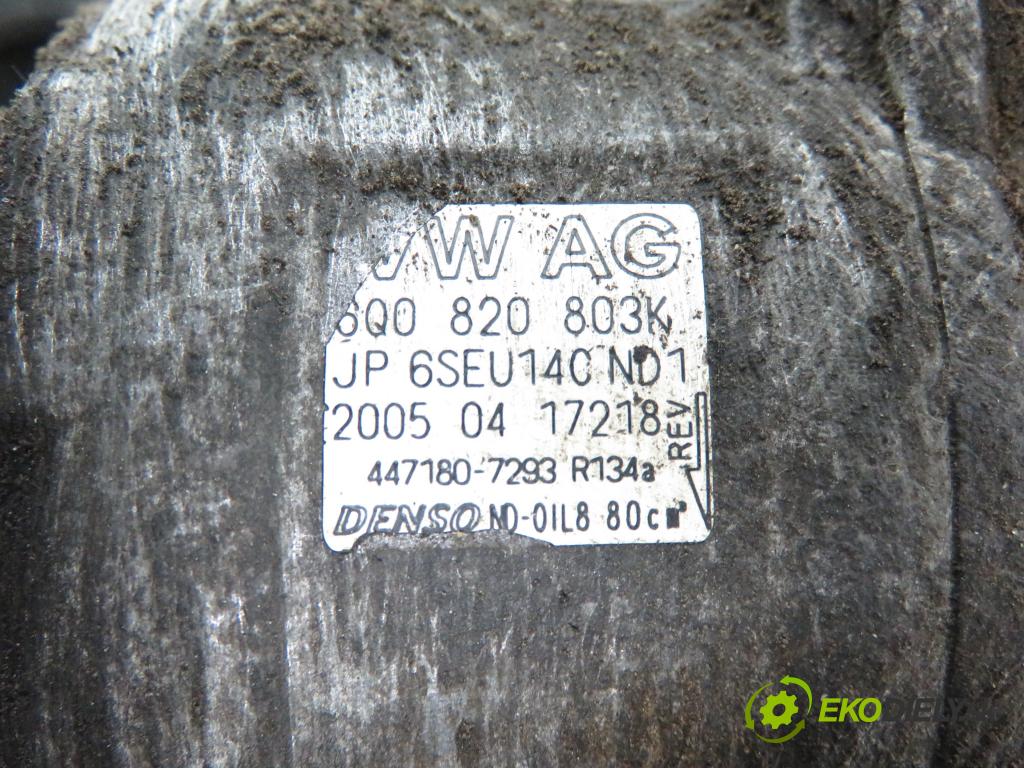 VW AG
6Q0 820 803K
JP 6SEU14C ND1
2005 04 17218
REV
447180-7293 R134a
DENSO ND-OIL8 80cm³
EKODIELY